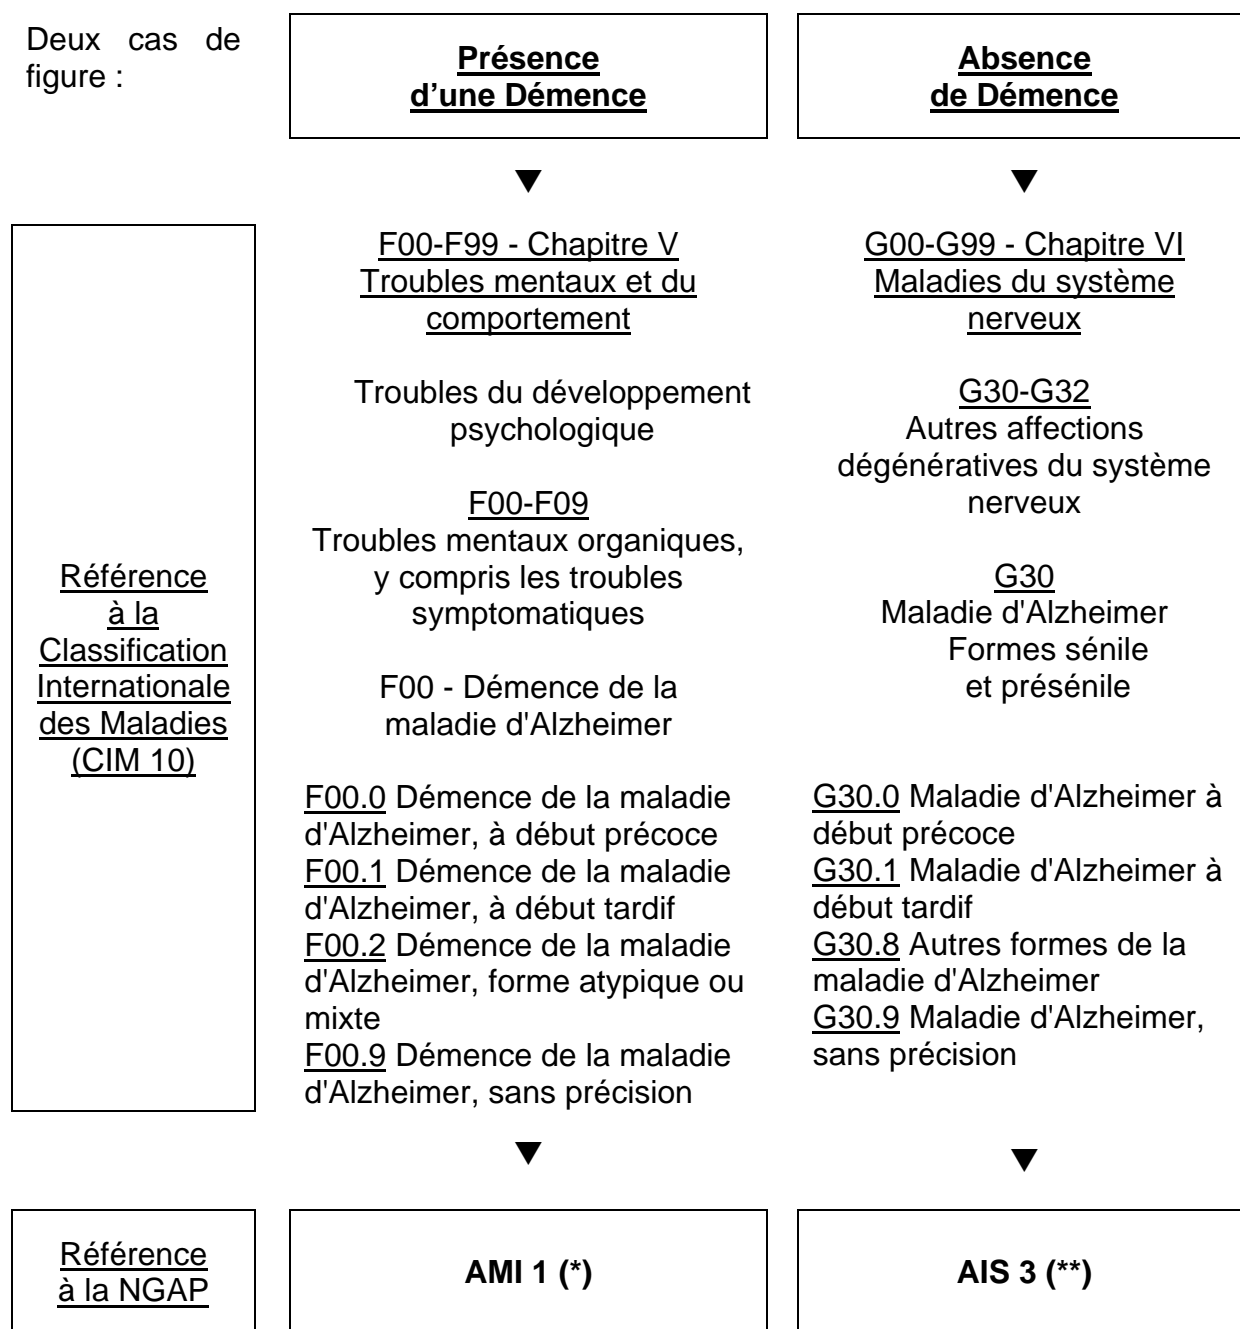 Deux cas de
figure :
Présence
d'une Démence
Absence
de Démence
▼
▼
Référence
à la
Classification
Internationale
des Maladies
(CIM 10)
F00-F99 - Chapitre V
Troubles mentaux et du
comportement
Troubles du développement
psychologique
F00-F09
Troubles mentaux organiques,
y compris les troubles
symptomatiques
F00 - Démence de la
maladie d'Alzheimer
F00.0 Démence de la maladie
d'Alzheimer, à début précoce
F00.1 Démence de la maladie
d'Alzheimer, à début tardif
F00.2 Démence de la maladie
d'Alzheimer, forme atypique ou
mixte
F00.9 Démence de la maladie
d'Alzheimer, sans précision
G00-G99 - Chapitre VI
Maladies du système
nerveux
G30-G32
Autres affections
dégénératives du système
nerveux
G30
Maladie d'Alzheimer
Formes sénile
et présénile
G30.0 Maladie d'Alzheimer à
début précoce
G30.1 Maladie d'Alzheimer à
début tardif
G30.8 Autres formes de la
maladie d'Alzheimer
G30.9 Maladie d'Alzheimer,
sans précision
▼
▼
Référence
à la NGAP
AMI 1 (*)
AIS 3 (**)